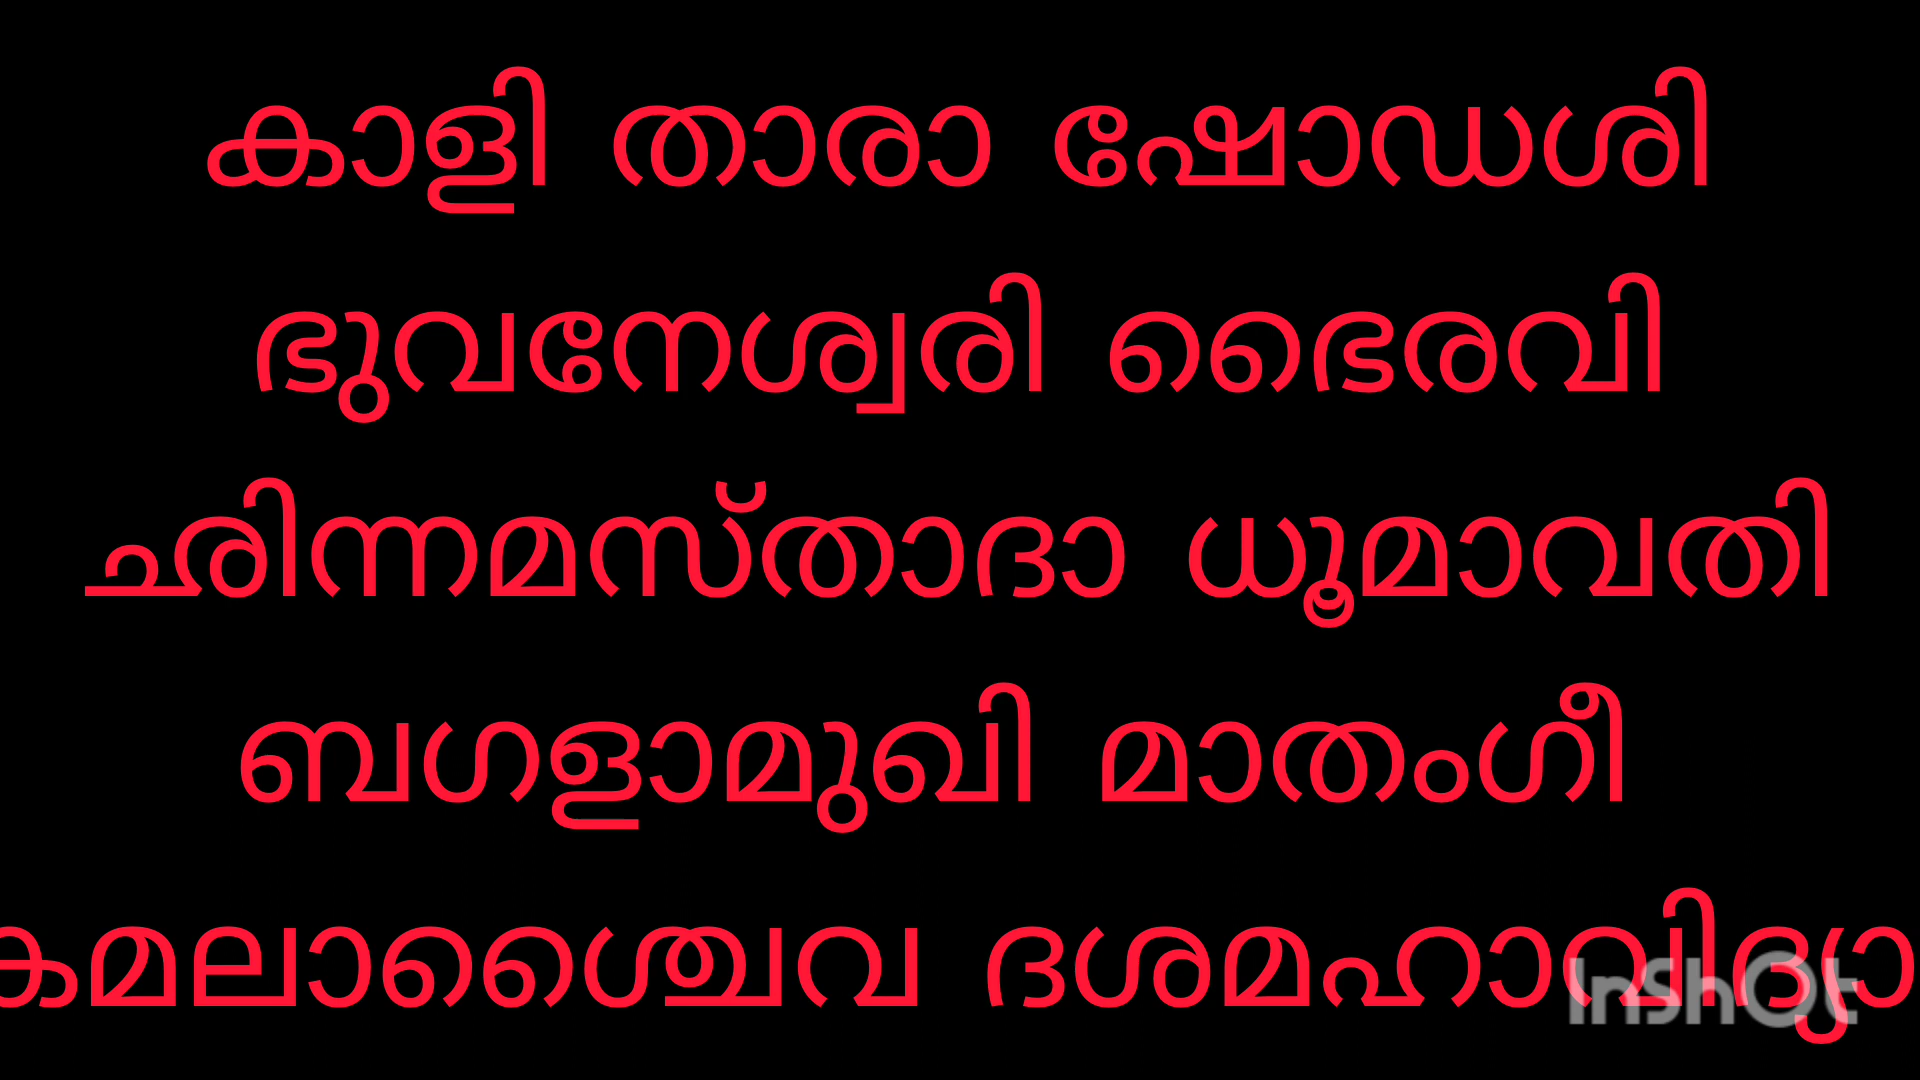 കാളി താരാ ഷോഡശി
ഭുവനേശ്വരി ഭൈരവി
ഛിന്നമസ്താദാ ധൂമാവതി
ബഗളാമുഖി മാതംഗീ
കമലാശ്ചൈവ ദശമഹാവിദ്യാ
InShOt